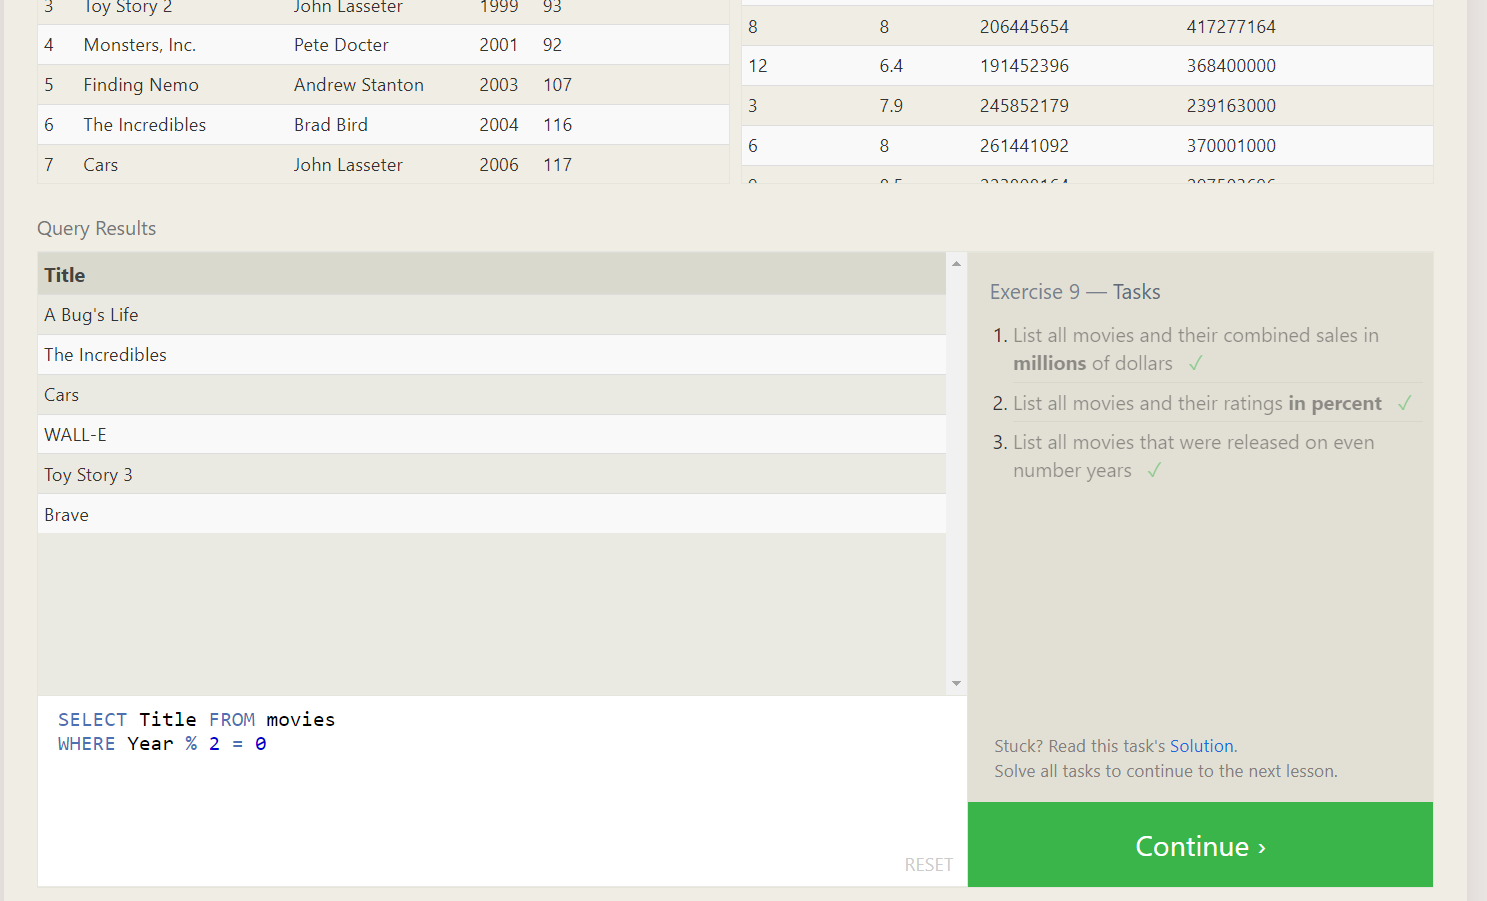 3 Toy Story 2 John Lasseter 1999 93
4 Monsters, Inc. Pete Docter 2001 92
5 Finding Nemo Andrew Stanton 2003 107
6 The Incredibles Brad Bird 2004 116
7 Cars John Lasseter 2006 117
8 8 206445654 417277164
12 6.4 191452396 368400000
3 7.9 245852179 239163000
6 8 261441092 370001000
Query Results
Title
A Bug's Life
The Incredibles
Cars
WALL-E
Toy Story 3
Brave
SELECT Title FROM movies
WHERE Year % 2 = 0
RESET
Exercise 9 — Tasks
1. List all movies and their combined sales in
millions of dollars ✓
2. List all movies and their ratings in percent ✓
3. List all movies that were released on even
number years ✓
Stuck? Read this task's Solution.
Solve all tasks to continue to the next lesson.
Continue ›